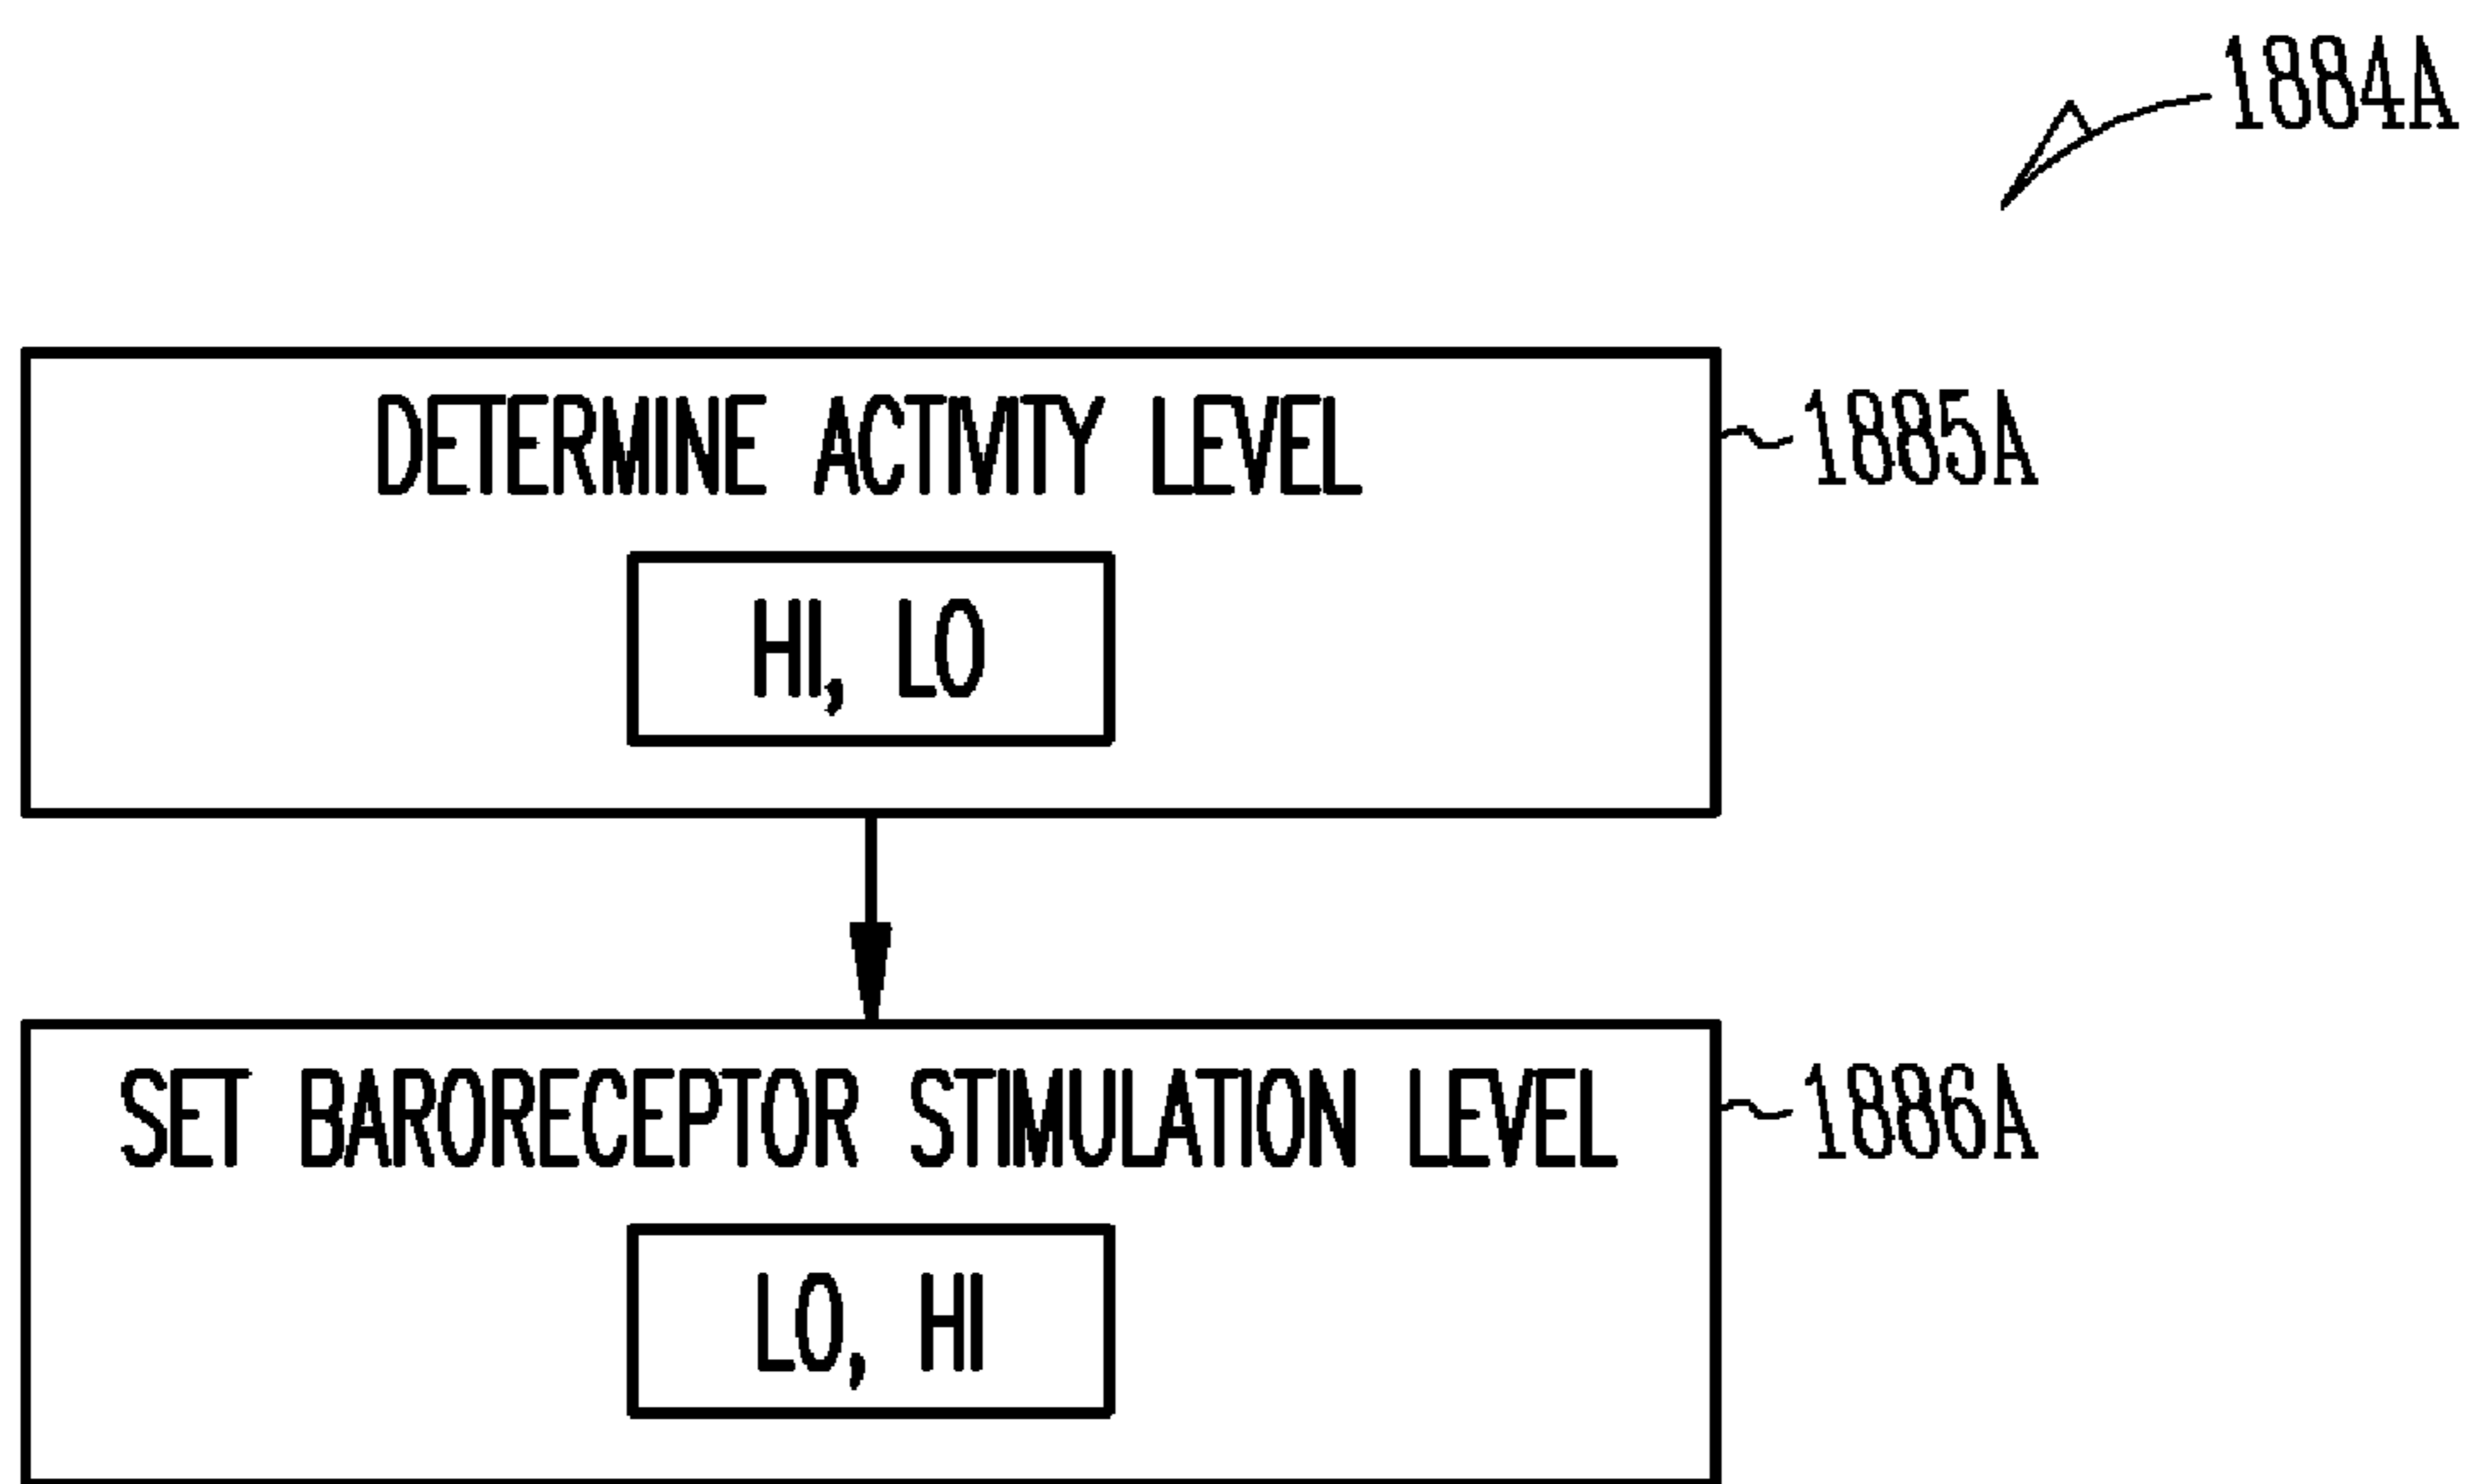 1884A
DETERMINE ACTIVITY LEVEL
1885A
HI, LO
SET BARORECEPTOR STIMULATION LEVEL
1886A
LO, HI